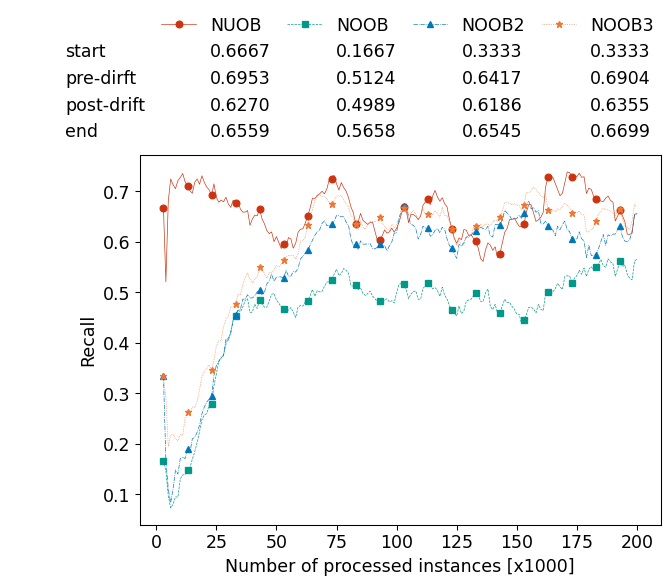 NUOB NOOB NOOB2 NOOB3
start 0.6667 0.1667 0.3333 0.3333
pre-dirft 0.6953 0.5124 0.6417 0.6904
post-drift 0.6270 0.4989 0.6186 0.6355
end 0.6559 0.5658 0.6545 0.6699
0.7
0.6
0.5
0.4
0.3
0.2
0.1
Recall
0 25 50 75 100 125 150 175 200
Number of processed instances [x1000]